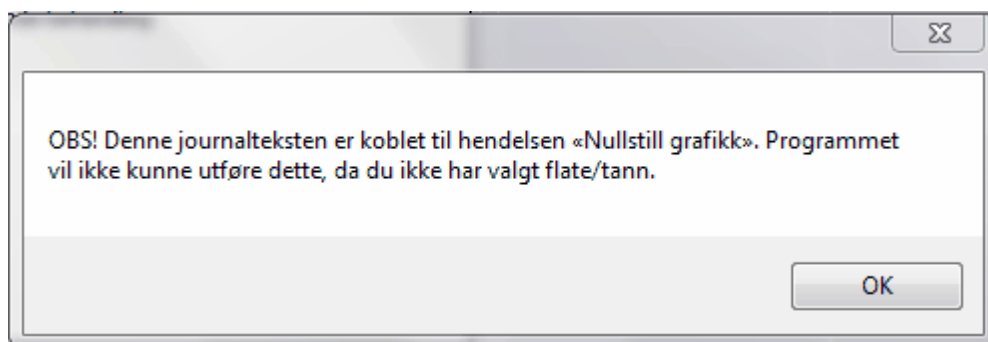 OBS! Denne journalteksten er koblet til hendelsen «Nullstill grafikk». Programmet
vil ikke kunne utføre dette, da du ikke har valgt flate/tann.
OK